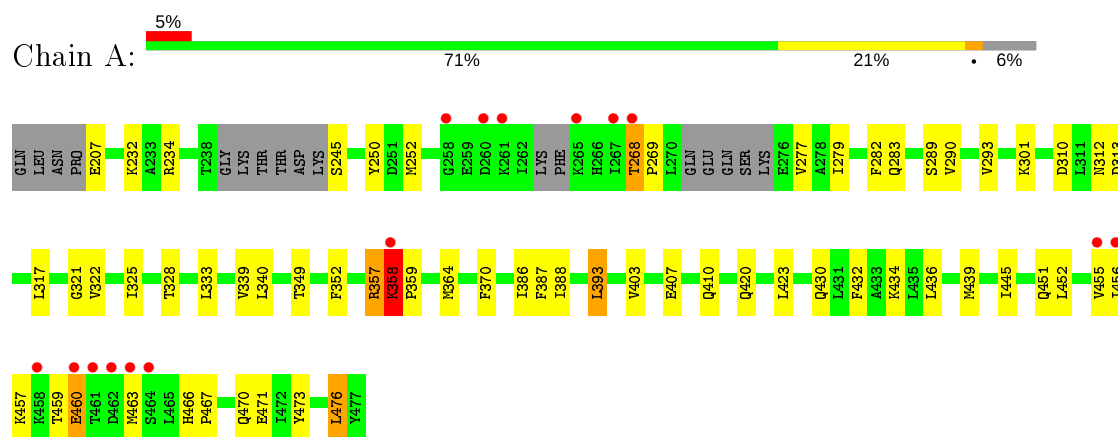 5%
Chain A:
71% 21% • 6%
GLN LEU ASN PRO E207 K232 A233 R234 T238 GLY LYS THR THR ASP LYS S245 Y250 D251 M252 G258 E259 D260 K261 I262 LYS PHE K265 H266 I267 T268 P269 L270 GLN GLU GLN SER LYS E276 V277 A278 I279 F282 Q283 S289 V290 V293 K301 D310 L311 N312 D313
L317 G321 V322 I325 T328 L333 V339 L340 T349 F352 R357 K358 P359 M364 F370 I386 F387 I388 L393 V403 E407 Q410 Q420 L423 Q430 L431 F432 A433 K434 L435 L436 M439 I445 Q451 L452 V455 I456
K457 K458 T459 E460 T461 D462 M463 S464 L465 H466 P467 Q470 E471 I472 Y473 L476 Y477